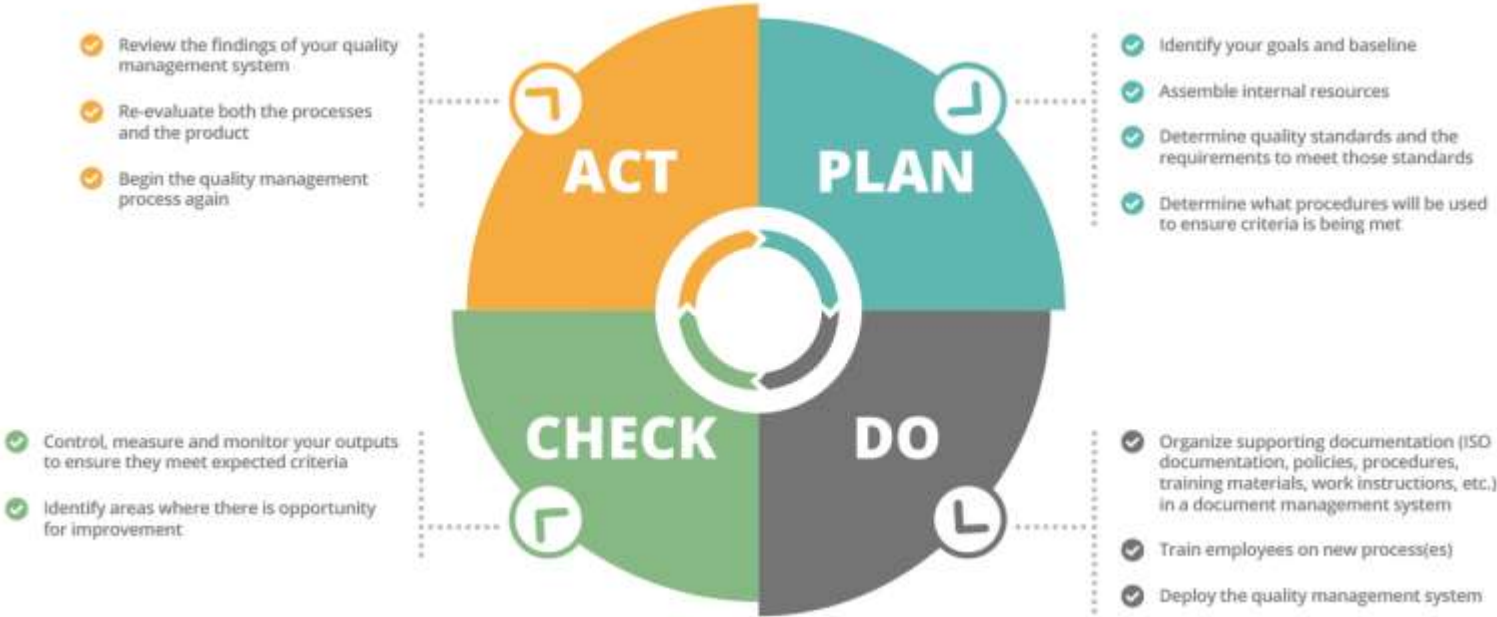 Review the findings of your quality
management system
Re-evaluate both the processes
and the product
Begin the quality management
process again
ACT
PLAN
Identify your goals and baseline
Assemble internal resources
Determine quality standards and the
requirements to meet those standards
Determine what procedures will be used
to ensure criteria is being met
Control, measure and monitor your outputs
to ensure they meet expected criteria
Identify areas where there is opportunity
for improvement
CHECK
DO
Organize supporting documentation (ISO
documentation, policies, procedures,
training materials, work instructions, etc.)
in a document management system
Train employees on new process(es)
Deploy the quality management system